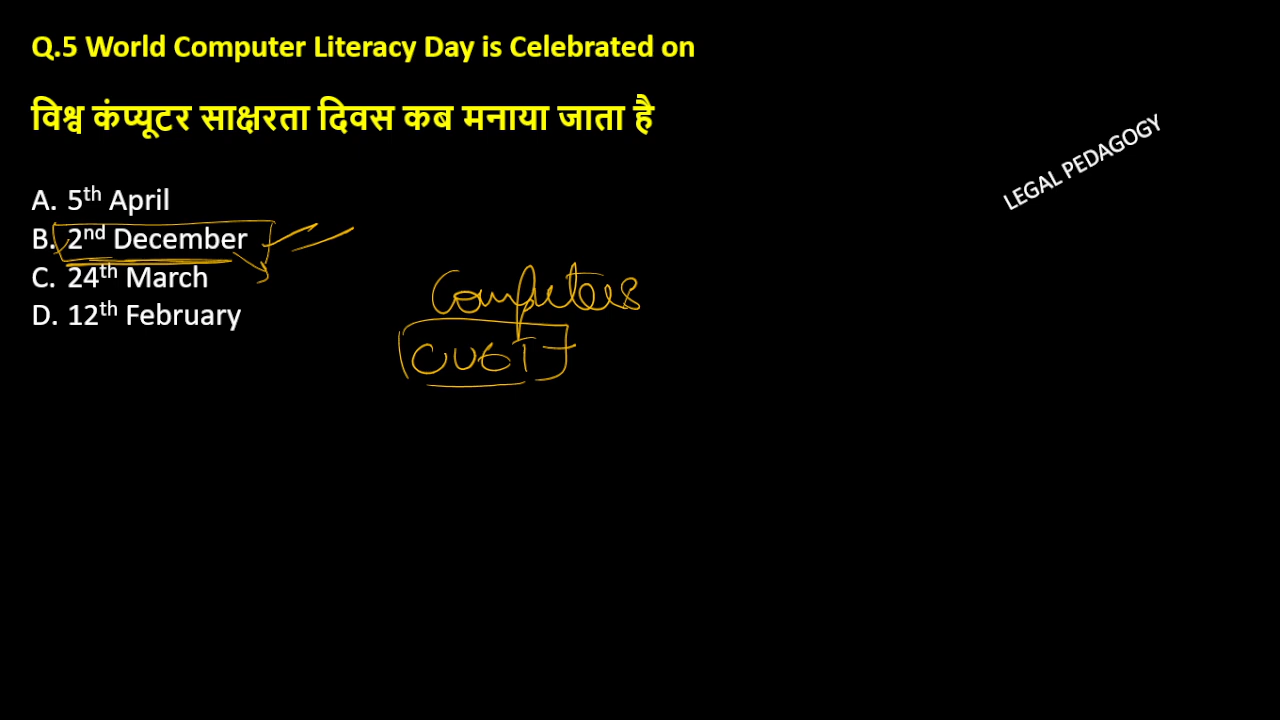 Q.5 World Computer Literacy Day is Celebrated on
विश्व कंप्यूटर साक्षरता दिवस कब मनाया जाता है
LEGAL PEDAGOGY
A. 5th April
B. 2nd December
C. 24th March
D. 12th February
Computers
CUET